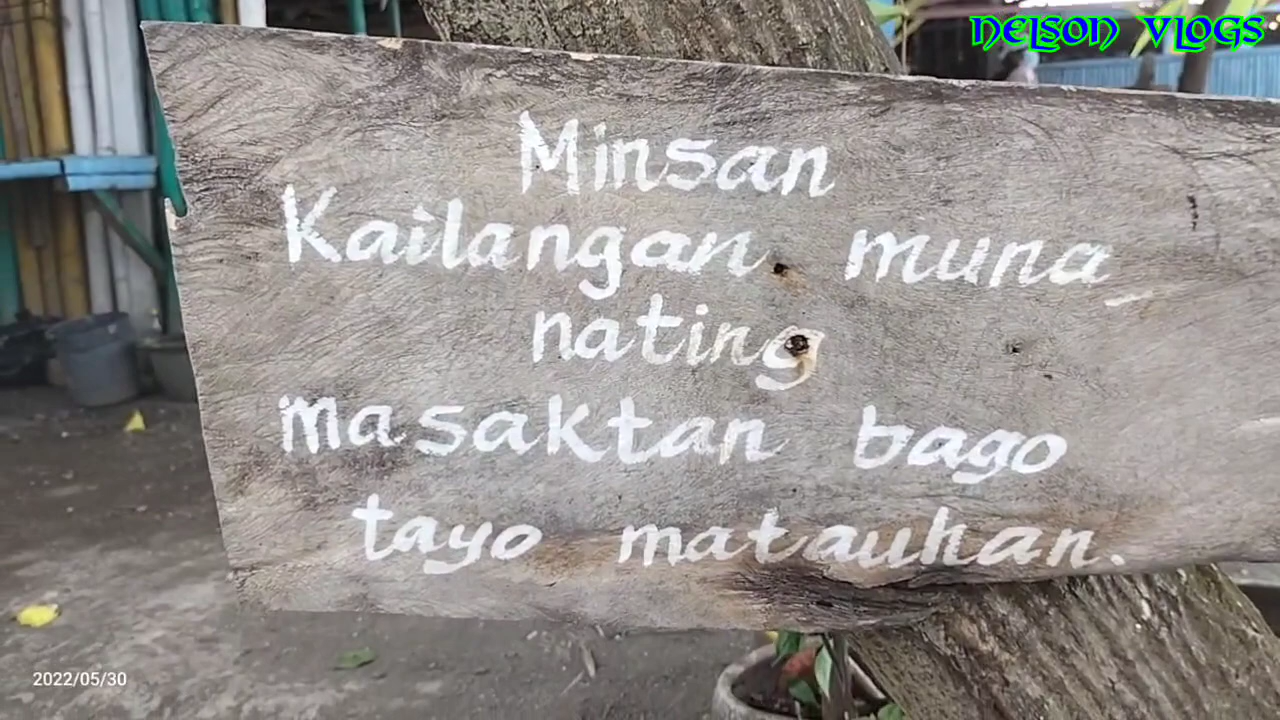 NELSON VLOGS
Minsan
Kailangan muna
nating
masaktan bago
tayo matauhan.
2022/05/30